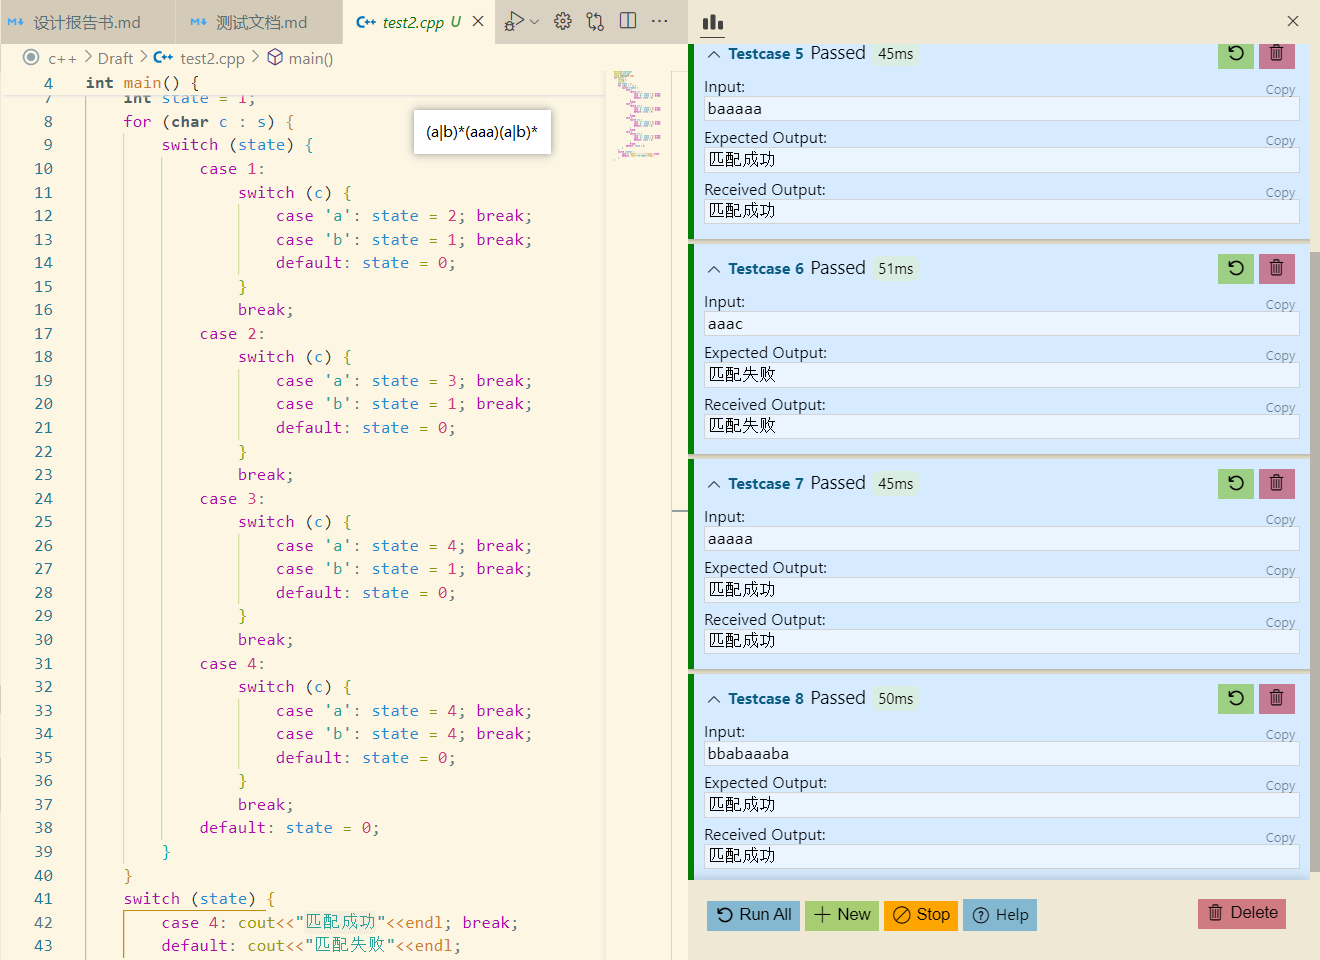 设计报告书.md 测试文档.md test2.cpp U
c++ > Draft > test2.cpp > main()
4 int main() {
7 int state = 1;
8 for (char c : s) {
(a|b)*(aaa)(a|b)*
9 switch (state) {
10 case 1:
11 switch (c) {
12 case 'a': state = 2; break;
13 case 'b': state = 1; break;
14 default: state = 0;
15 }
16 break;
17 case 2:
18 switch (c) {
19 case 'a': state = 3; break;
20 case 'b': state = 1; break;
21 default: state = 0;
22 }
23 break;
24 case 3:
25 switch (c) {
26 case 'a': state = 4; break;
27 case 'b': state = 1; break;
28 default: state = 0;
29 }
30 break;
31 case 4:
32 switch (c) {
33 case 'a': state = 4; break;
34 case 'b': state = 4; break;
35 default: state = 0;
36 }
37 break;
38 default: state = 0;
39 }
40 }
41 switch (state) {
42 case 4: cout<<"匹配成功"<<endl; break;
43 default: cout<<"匹配失败"<<endl;
Testcase 5 Passed 45ms
Input: Copy
baaaaa
Expected Output: Copy
匹配成功
Received Output: Copy
匹配成功
Testcase 6 Passed 51ms
Input: Copy
aaac
Expected Output: Copy
匹配失败
Received Output: Copy
匹配失败
Testcase 7 Passed 45ms
Input: Copy
aaaaa
Expected Output: Copy
匹配成功
Received Output: Copy
匹配成功
Testcase 8 Passed 50ms
Input: Copy
bbabaaaba
Expected Output: Copy
匹配成功
Received Output: Copy
匹配成功
Run All New Stop Help Delete